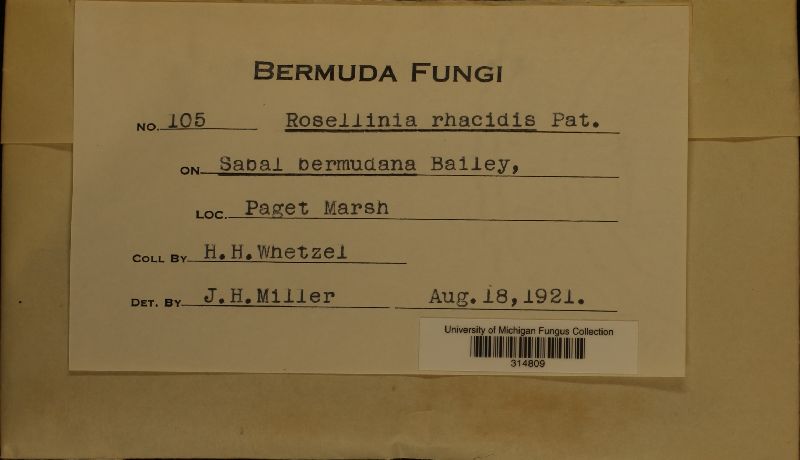 BERMUDA FUNGI
NO. 105 Rosellinia rhacidis Pat.
ON Sabal bermudana Bailey,
LOC. Paget Marsh
COLL BY H.H.Whetzel
DET. BY J.H.Miller Aug.18,1921.
University of Michigan Fungus Collection
314809